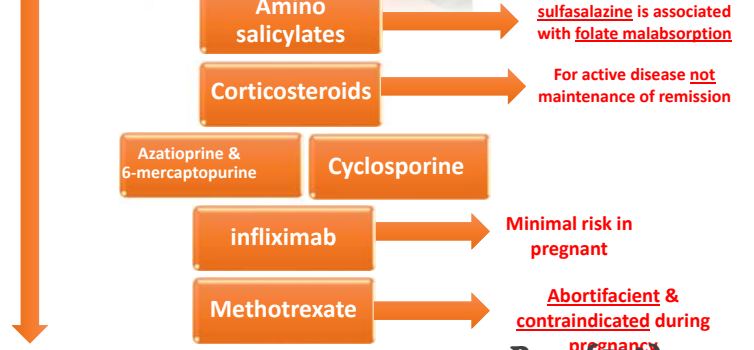 Amino
salicylates
sulfasalazine is associated
with folate malabsorption
Corticosteroids
For active disease not
maintenance of remission
Azatioprine &
6-mercaptopurine
Cyclosporine
infliximab
Minimal risk in
pregnant
Methotrexate
Abortifacient &
contraindicated during
pregnancy